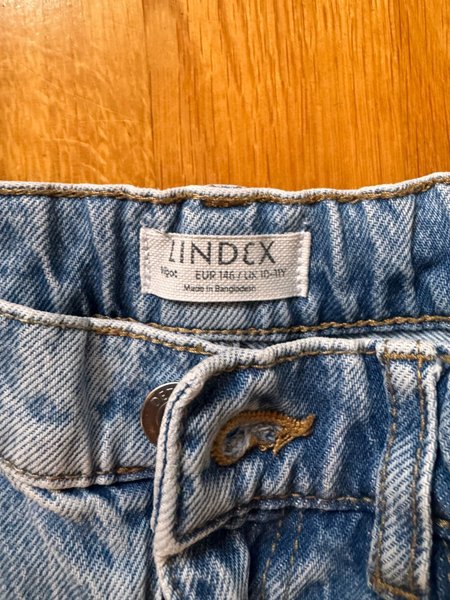 LINDEX
EUR 146 / UK 10-11Y
Made in Bangladesh